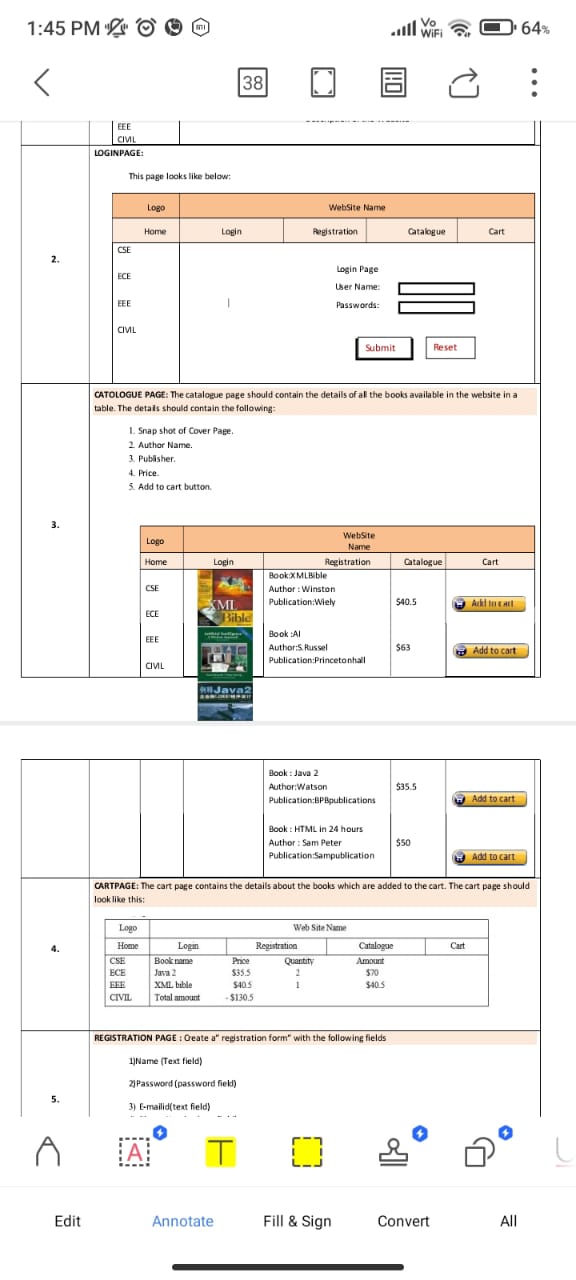 1:45 PM
Vo
WiFi
64%
38
EEE
CIVIL
LOGINPAGE:
This page looks like below:
Logo WebSite Name
Home Login Registration Catalogue Cart
2.
CSE
ECE
EEE
CIVIL
Login Page
User Name:
Passwords:
Submit Reset
3.
CATOLOGUE PAGE: The catalogue page should contain the details of all the books available in the website in a
table. The details should contain the following:
1. Snap shot of Cover Page.
2. Author Name.
3. Publisher.
4. Price.
5. Add to cart button.
Logo WebSite
Name
Home Login Registration Catalogue Cart
CSE
ECE
EEE
CIVIL
XML
Bible
Java2
Book:XMLBible
Author : Winston
Publication:Wiely
$40.5
Add to cart
Book :AI
Author:S.Russel
Publication:Princetonhall
$63
Add to cart
Book : Java 2
Author:Watson
Publication:BPBpublications
$35.5
Add to cart
Book : HTML in 24 hours
Author : Sam Peter
Publication:Sampublication
$50
Add to cart
4.
CARTPAGE: The cart page contains the details about the books which are added to the cart. The cart page should
look like this:
Logo Web Site Name
Home Login Registration Catalogue Cart
CSE Book name Price Quantity Amount
ECE Java 2 $35.5 2 $70
EEE XML bible $40.5 1 $40.5
CIVIL Total amount - $130.5
5.
REGISTRATION PAGE : Create a" registration form" with the following fields
1)Name (Text field)
2)Password (password field)
3) E-mailid(text field)
A
T
Edit Annotate Fill & Sign Convert All